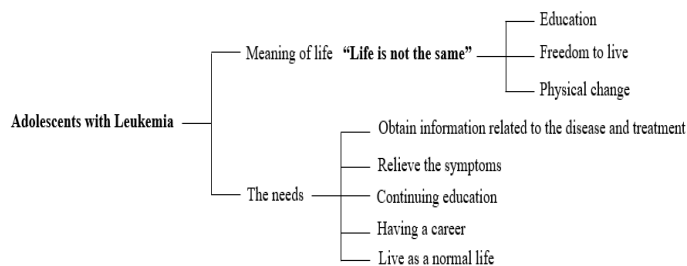 Adolescents with Leukemia
Meaning of life “Life is not the same”
Education
Freedom to live
Physical change
The needs
Obtain information related to the disease and treatment
Relieve the symptoms
Continuing education
Having a career
Live as a normal life